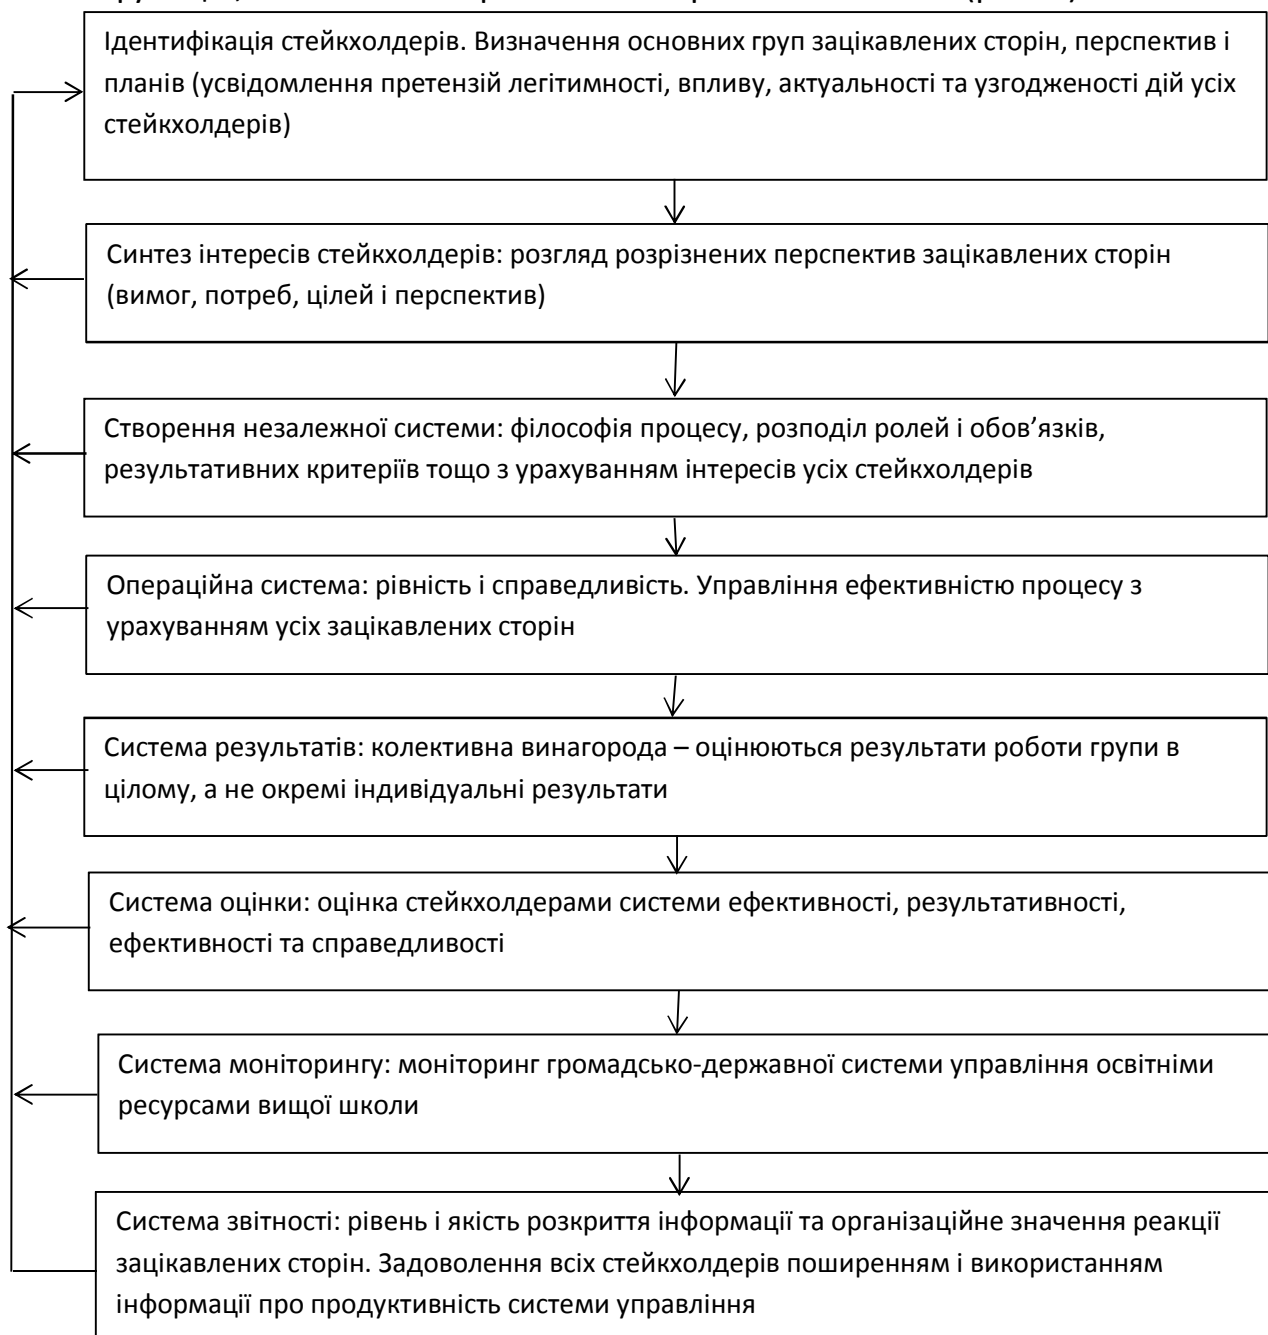 Ідентифікація стейкхолдерів. Визначення основних груп зацікавлених сторін, перспектив і
планів (усвідомлення претензій легітимності, впливу, актуальності та узгодженості дій усіх
стейкхолдерів)
Синтез інтересів стейкхолдерів: розгляд розрізнених перспектив зацікавлених сторін
(вимог, потреб, цілей і перспектив)
Створення незалежної системи: філософія процесу, розподіл ролей і обов’язків,
результативних критеріїв тощо з урахуванням інтересів усіх стейкхолдерів
Операційна система: рівність і справедливість. Управління ефективністю процесу з
урахуванням усіх зацікавлених сторін
Система результатів: колективна винагорода – оцінюються результати роботи групи в
цілому, а не окремі індивідуальні результати
Система оцінки: оцінка стейкхолдерами системи ефективності, результативності,
ефективності та справедливості
Система моніторингу: моніторинг громадсько-державної системи управління освітніми
ресурсами вищої школи
Система звітності: рівень і якість розкриття інформації та організаційне значення реакції
зацікавлених сторін. Задоволення всіх стейкхолдерів поширенням і використанням
інформації про продуктивність системи управління